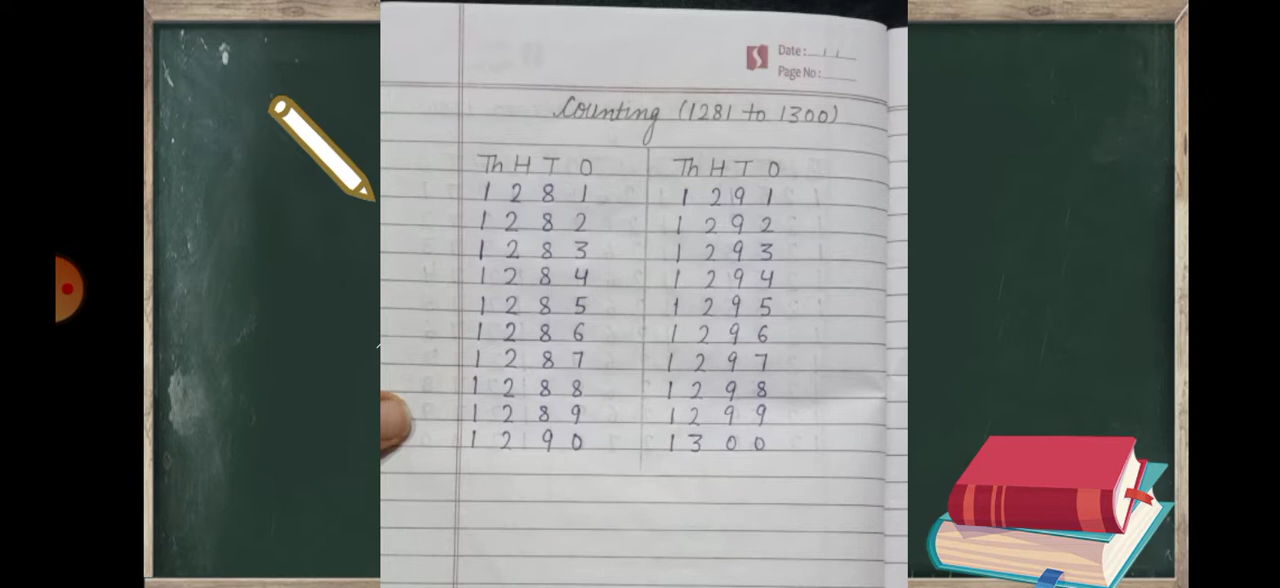 Date: / /
Page No:
Counting (1281 to 1300)
Th H T O
1 2 8 1
1 2 8 2
1 2 8 3
1 2 8 4
1 2 8 5
1 2 8 6
1 2 8 7
1 2 8 8
1 2 8 9
1 2 9 0
Th H T O
1 2 9 1
1 2 9 2
1 2 9 3
1 2 9 4
1 2 9 5
1 2 9 6
1 2 9 7
1 2 9 8
1 2 9 9
1 3 0 0